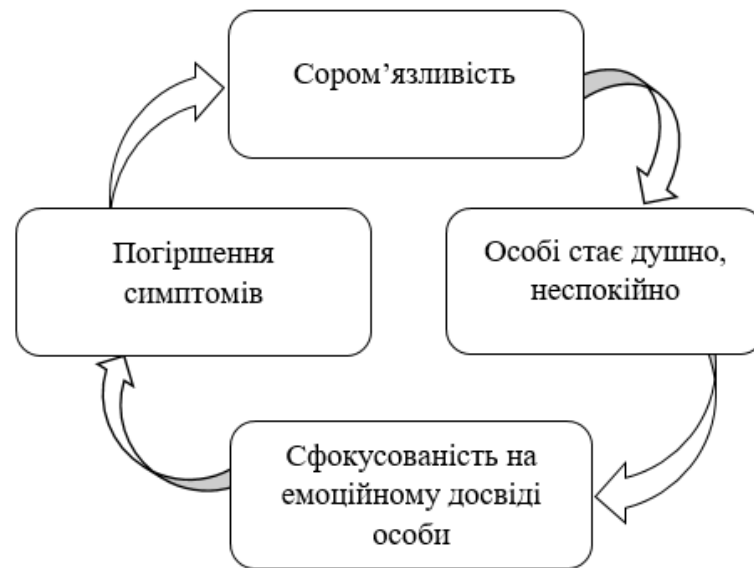 Сором’язливість
Особі стає душно,
неспокійно
Сфокусованість на
емоційному досвіді
особи
Погіршення
симптомів